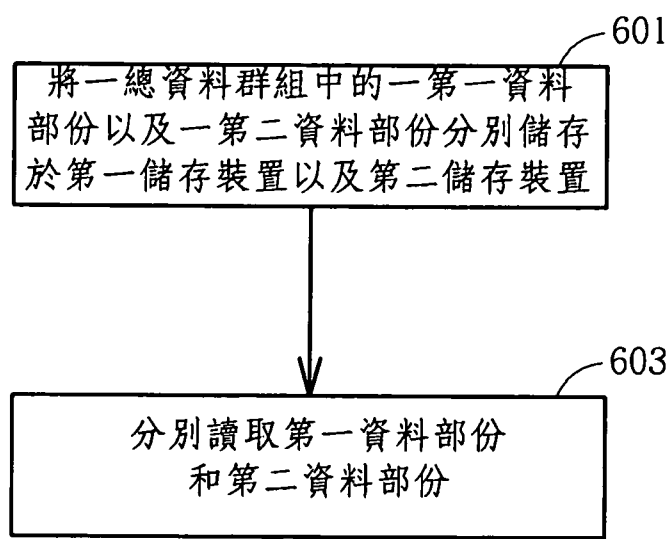 601
將一總資料群組中的一第一資料
部份以及一第二資料部份分別儲存
於第一儲存裝置以及第二儲存裝置
603
分別讀取第一資料部份
和第二資料部份